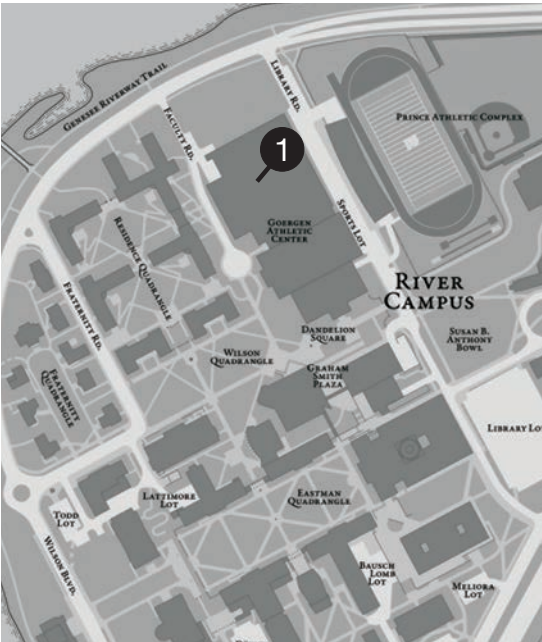 GENESEE RIVERWAY TRAIL
LIBRARY RD.
FACULTY RD.
PRINCE ATHLETIC COMPLEX
1
SPORTS LOT
GOERGEN
ATHLETIC
CENTER
RESIDENCE QUADRANGLE
RIVER
CAMPUS
FRATERNITY RD.
DANDELION
SQUARE
SUSAN B.
ANTHONY
BOWL
WILSON
QUADRANGLE
GRAHAM
SMITH
PLAZA
FRATERNITY
QUADRANGLE
LIBRARY LO
EASTMAN
QUADRANGLE
LATTIMORE
LOT
TODD
LOT
WILSON BLVD.
BAUSCH
LOMB
LOT
MELIORA
LOT